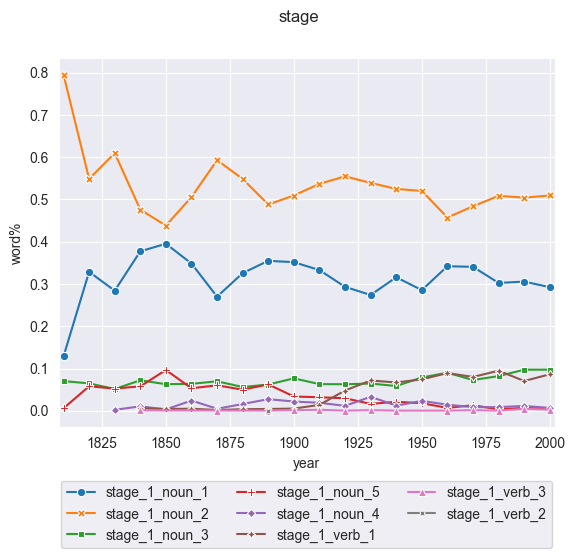 stage
0.8
0.7
0.6
0.5
0.4
0.3
0.2
0.1
0.0
word%
1825 1850 1875 1900 1925 1950 1975 2000
year
stage_1_noun_1 stage_1_noun_5 stage_1_verb_3
stage_1_noun_2 stage_1_noun_4 stage_1_verb_2
stage_1_noun_3 stage_1_verb_1